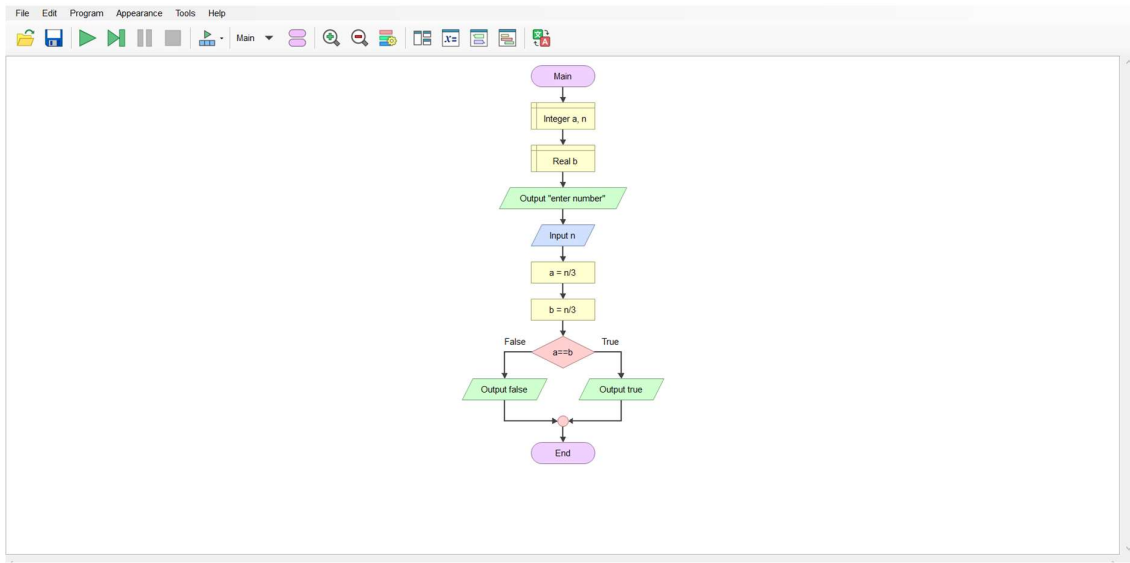 File Edit Program Appearance Tools Help
Main
Main
Integer a, n
Real b
Output "enter number"
Input n
a = n/3
b = n/3
False True
a==b
Output false Output true
End